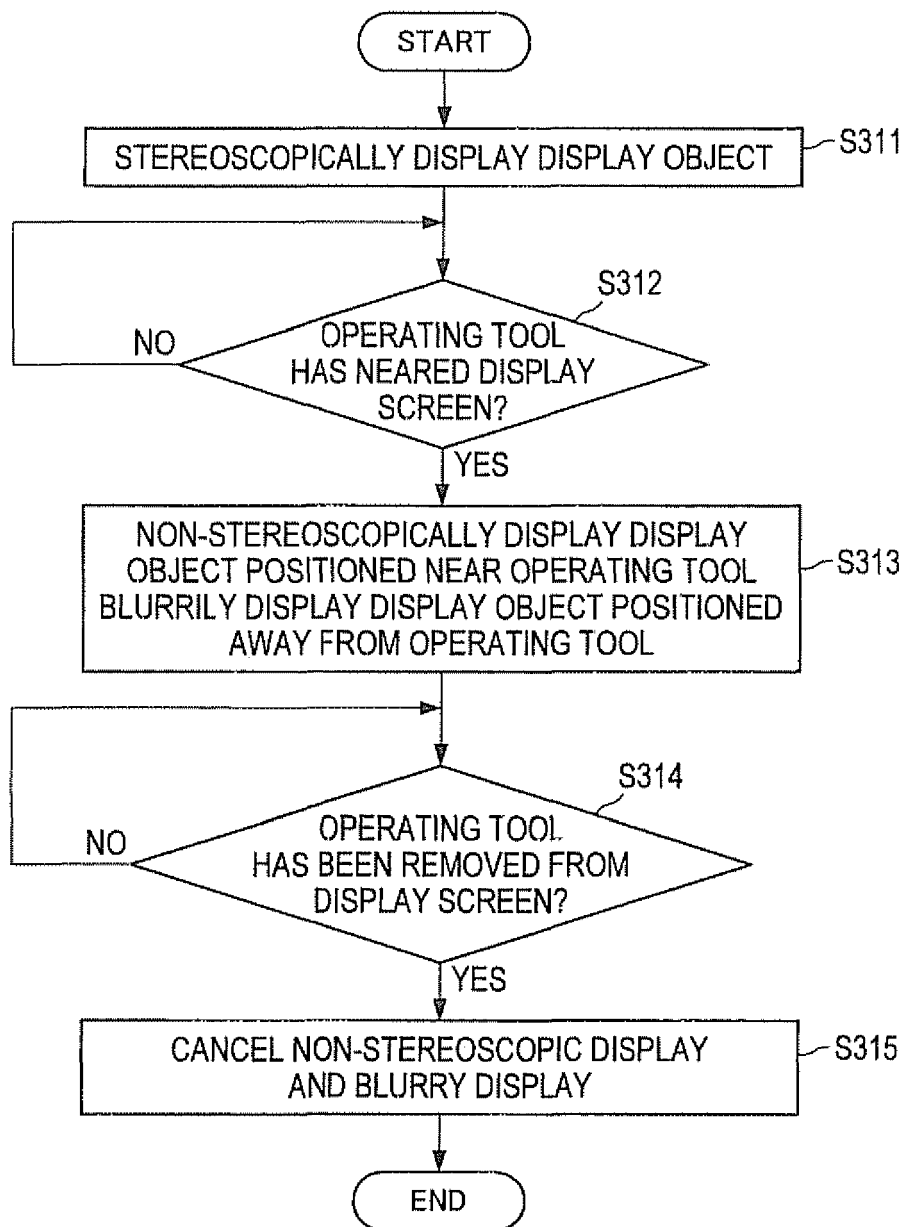 START
STEREOSCOPICALLY DISPLAY DISPLAY OBJECT
S311
S312
OPERATING TOOL
HAS NEARED DISPLAY
SCREEN?
NO
YES
NON-STEREOSCOPICALLY DISPLAY DISPLAY
OBJECT POSITIONED NEAR OPERATING TOOL
BLURRILY DISPLAY DISPLAY OBJECT POSITIONED
AWAY FROM OPERATING TOOL
S313
S314
OPERATING TOOL
HAS BEEN REMOVED FROM
DISPLAY SCREEN?
NO
YES
CANCEL NON-STEREOSCOPIC DISPLAY
AND BLURRY DISPLAY
S315
END